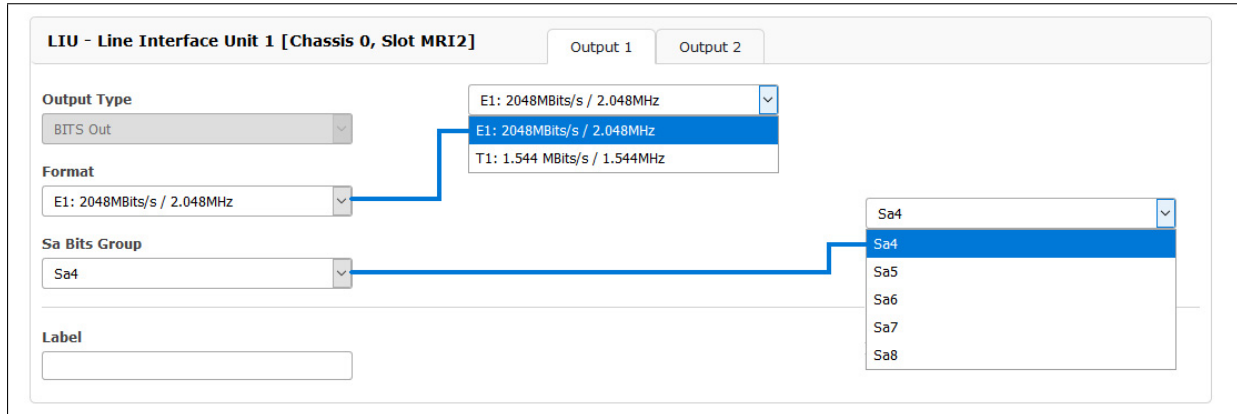 LIU - Line Interface Unit 1 [Chassis 0, Slot MRI2]
Output 1
Output 2
Output Type
BITS Out
E1: 2048MBits/s / 2.048MHz
E1: 2048MBits/s / 2.048MHz
T1: 1.544 MBits/s / 1.544MHz
Format
E1: 2048MBits/s / 2.048MHz
Sa Bits Group
Sa4
Sa4
Sa4
Sa5
Sa6
Sa7
Sa8
Label